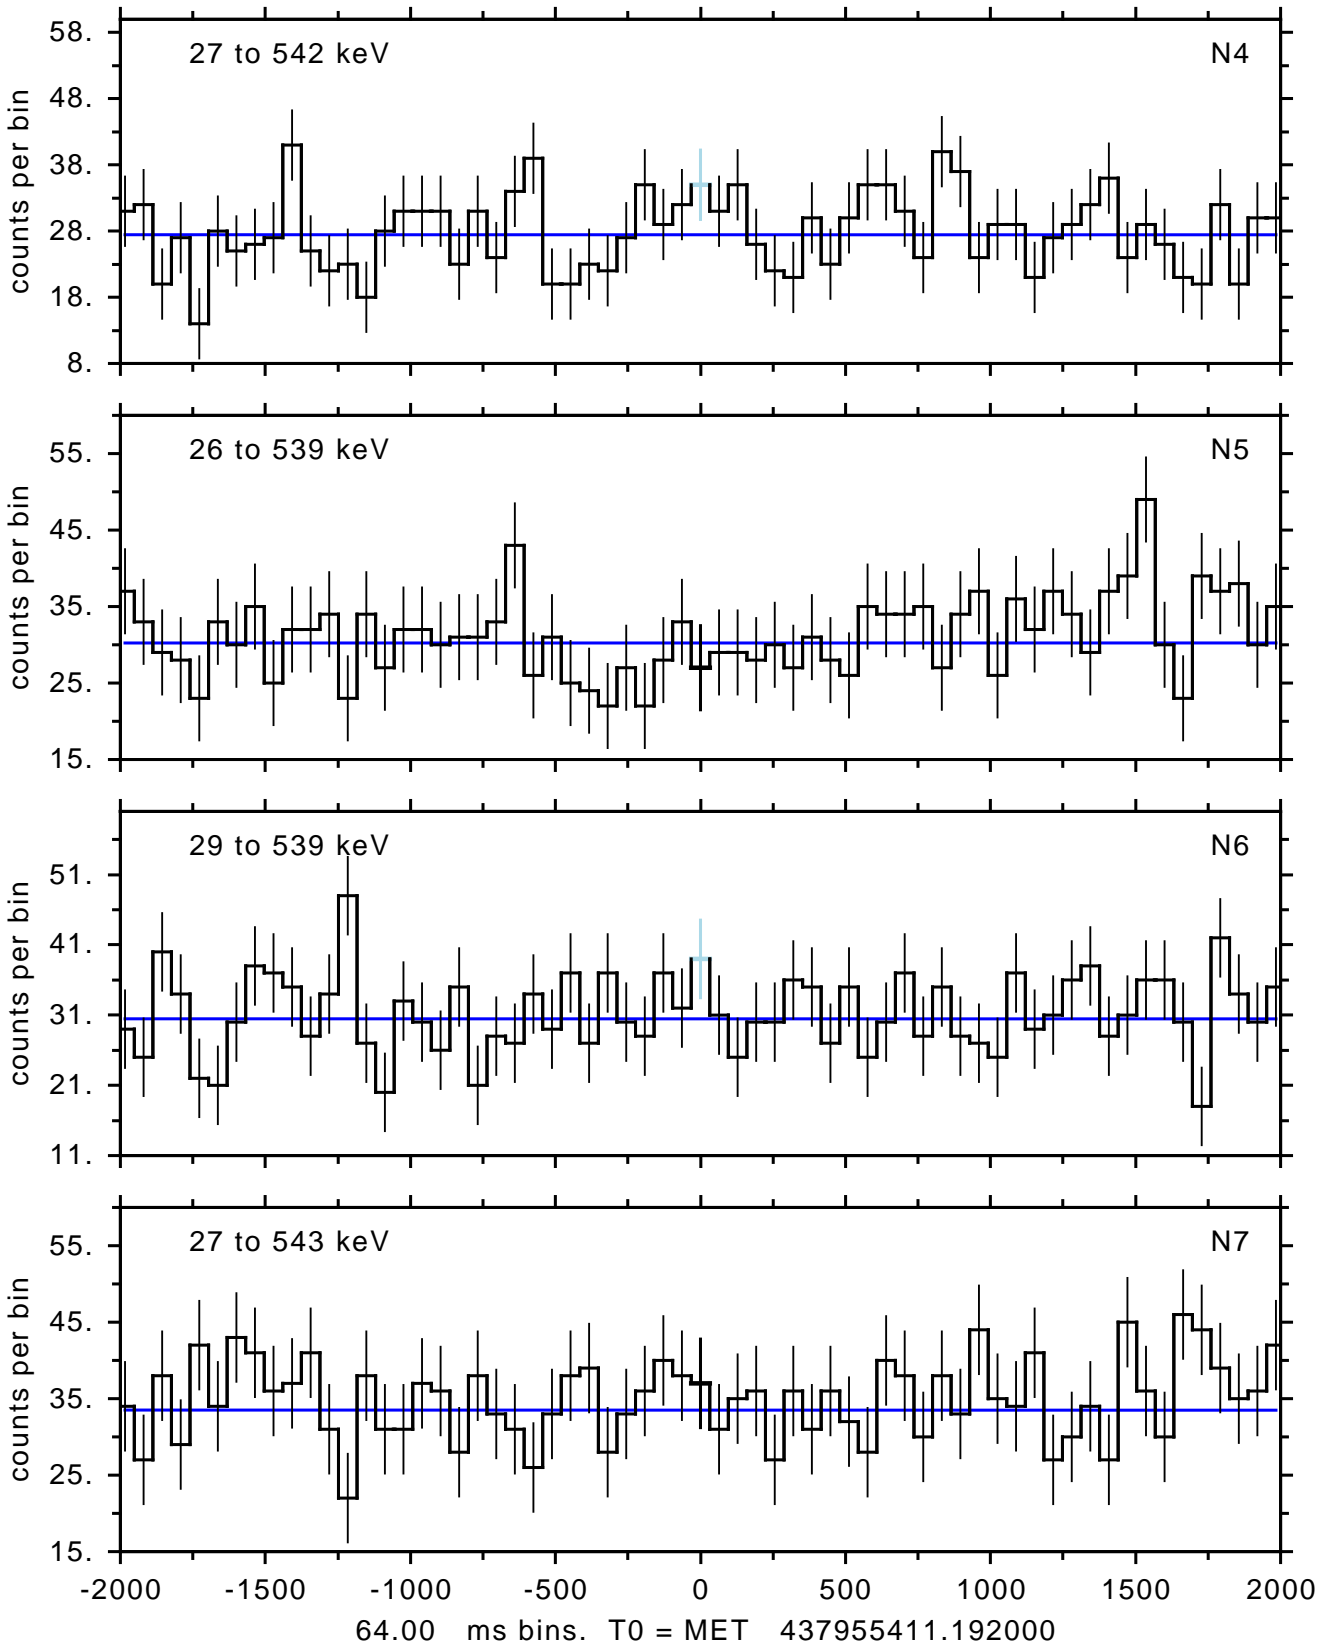 58.
27 to 542 keV N4
48.
38.
28.
18.
8.
counts per bin
26 to 539 keV N5
55.
45.
35.
25.
15.
counts per bin
29 to 539 keV N6
51.
41.
31.
21.
11.
counts per bin
27 to 543 keV N7
55.
45.
35.
25.
15.
counts per bin
-2000 -1500 -1000 -500 0 500 1000 1500 2000
64.00 ms bins. T0 = MET 437955411.192000